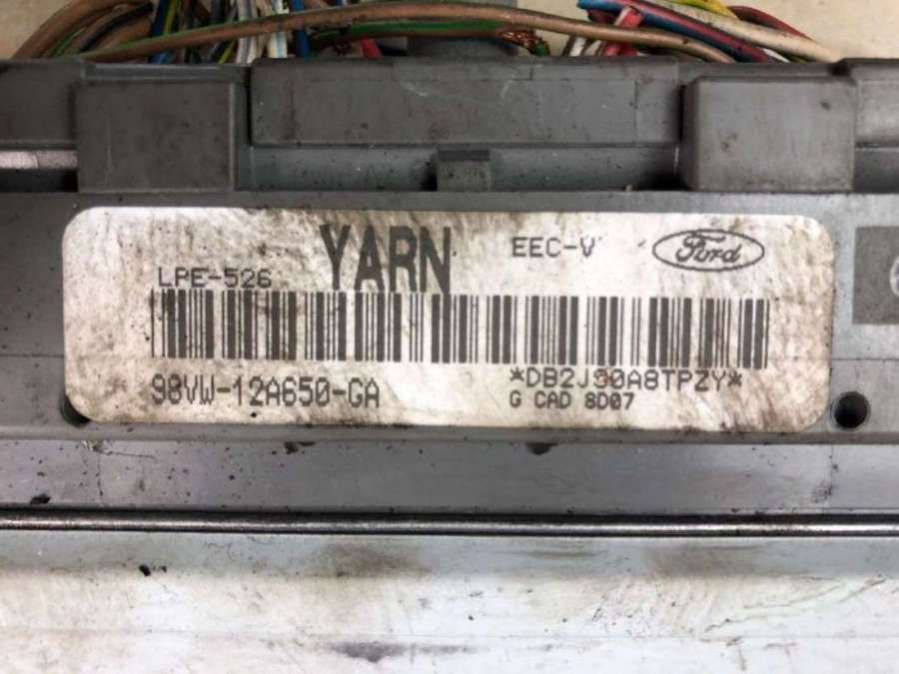 YARN EEC-V Ford
LPE-526
98VW-12A650-GA *DB2J30A8TPZY*
G CAD 8D07